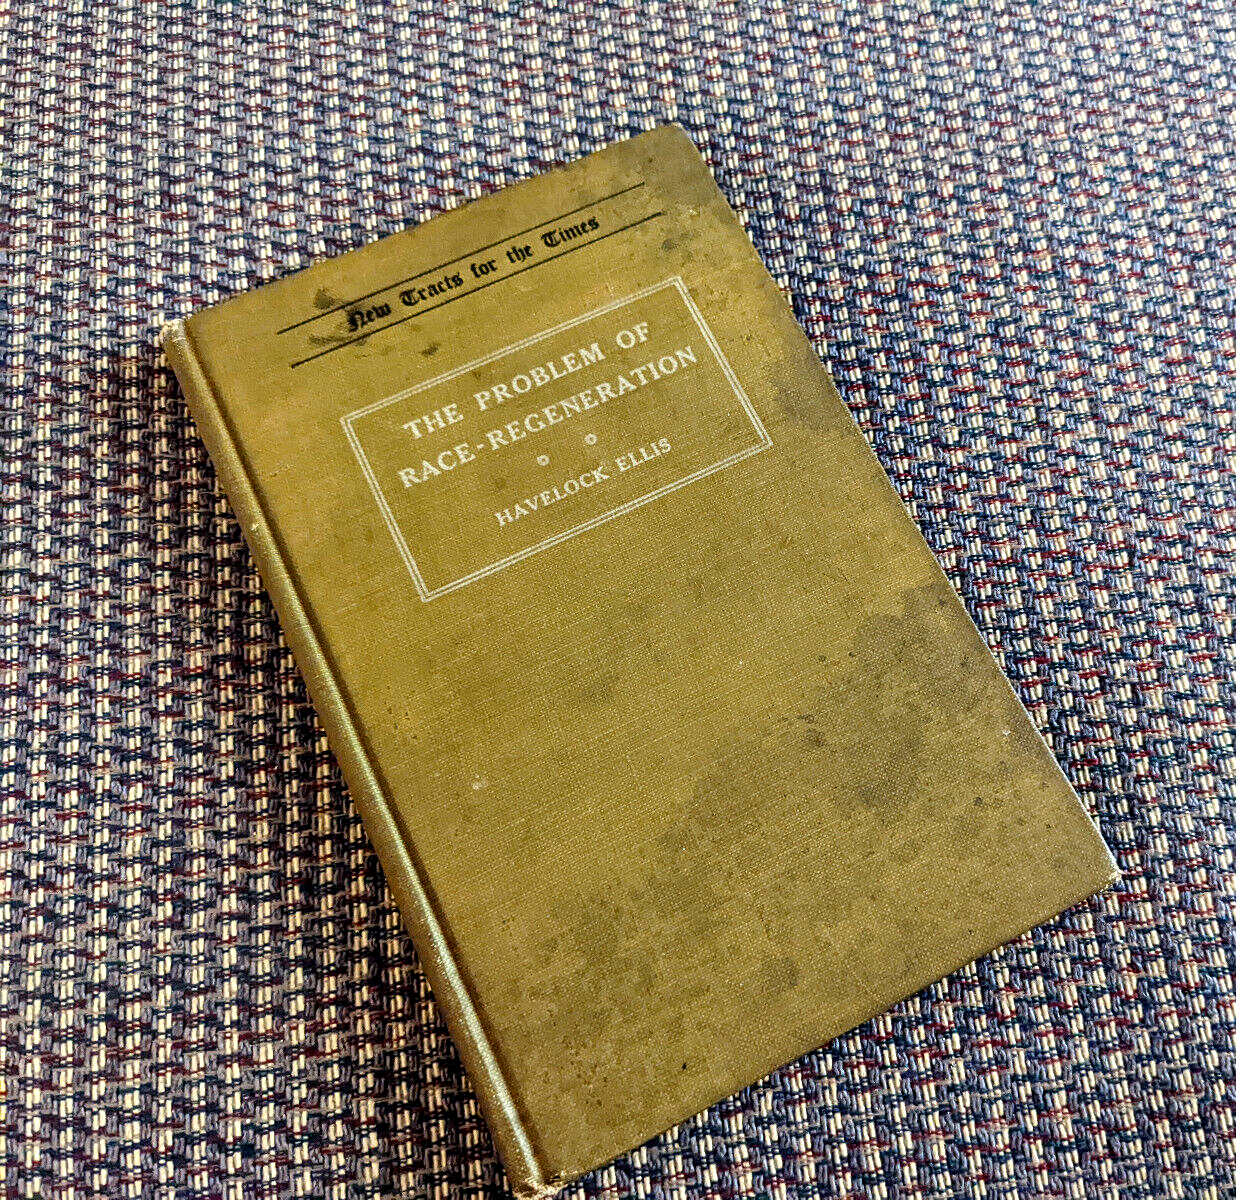 New Tracts for the Times
THE PROBLEM OF
RACE-REGENERATION
HAVELOCK ELLIS